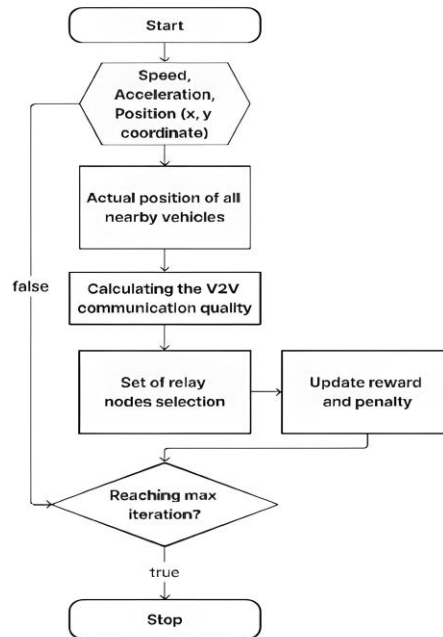 Start
Speed,
Acceleration,
Position (x, y
coordinate)
Actual position of all
nearby vehicles
false
Calculating the V2V
communication quality
Set of relay
nodes selection
Update reward
and penalty
Reaching max
iteration?
true
Stop